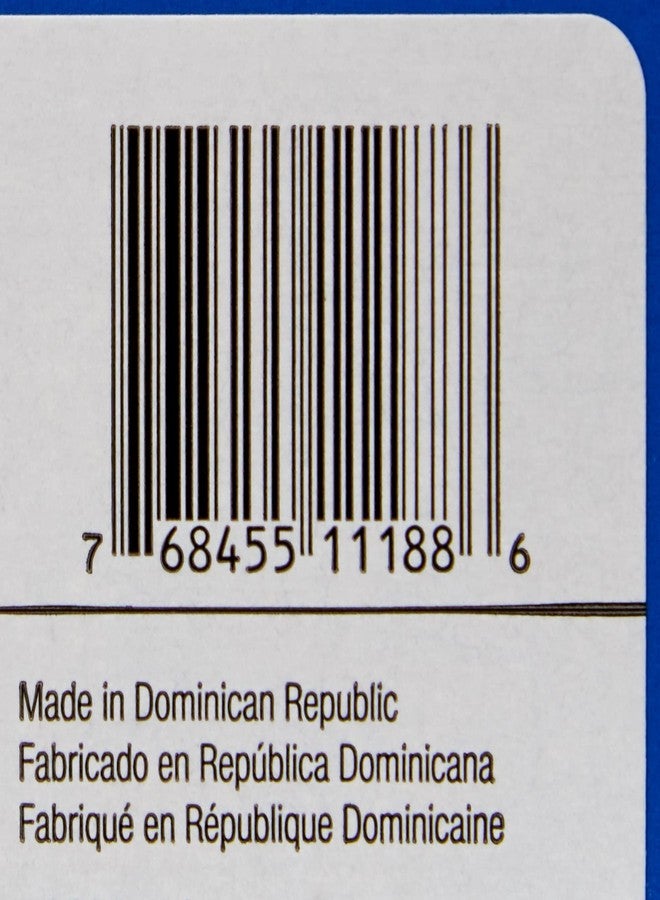 7 68455 11188 6
Made in Dominican Republic
Fabricado en República Dominicana
Fabriqué en République Dominicaine